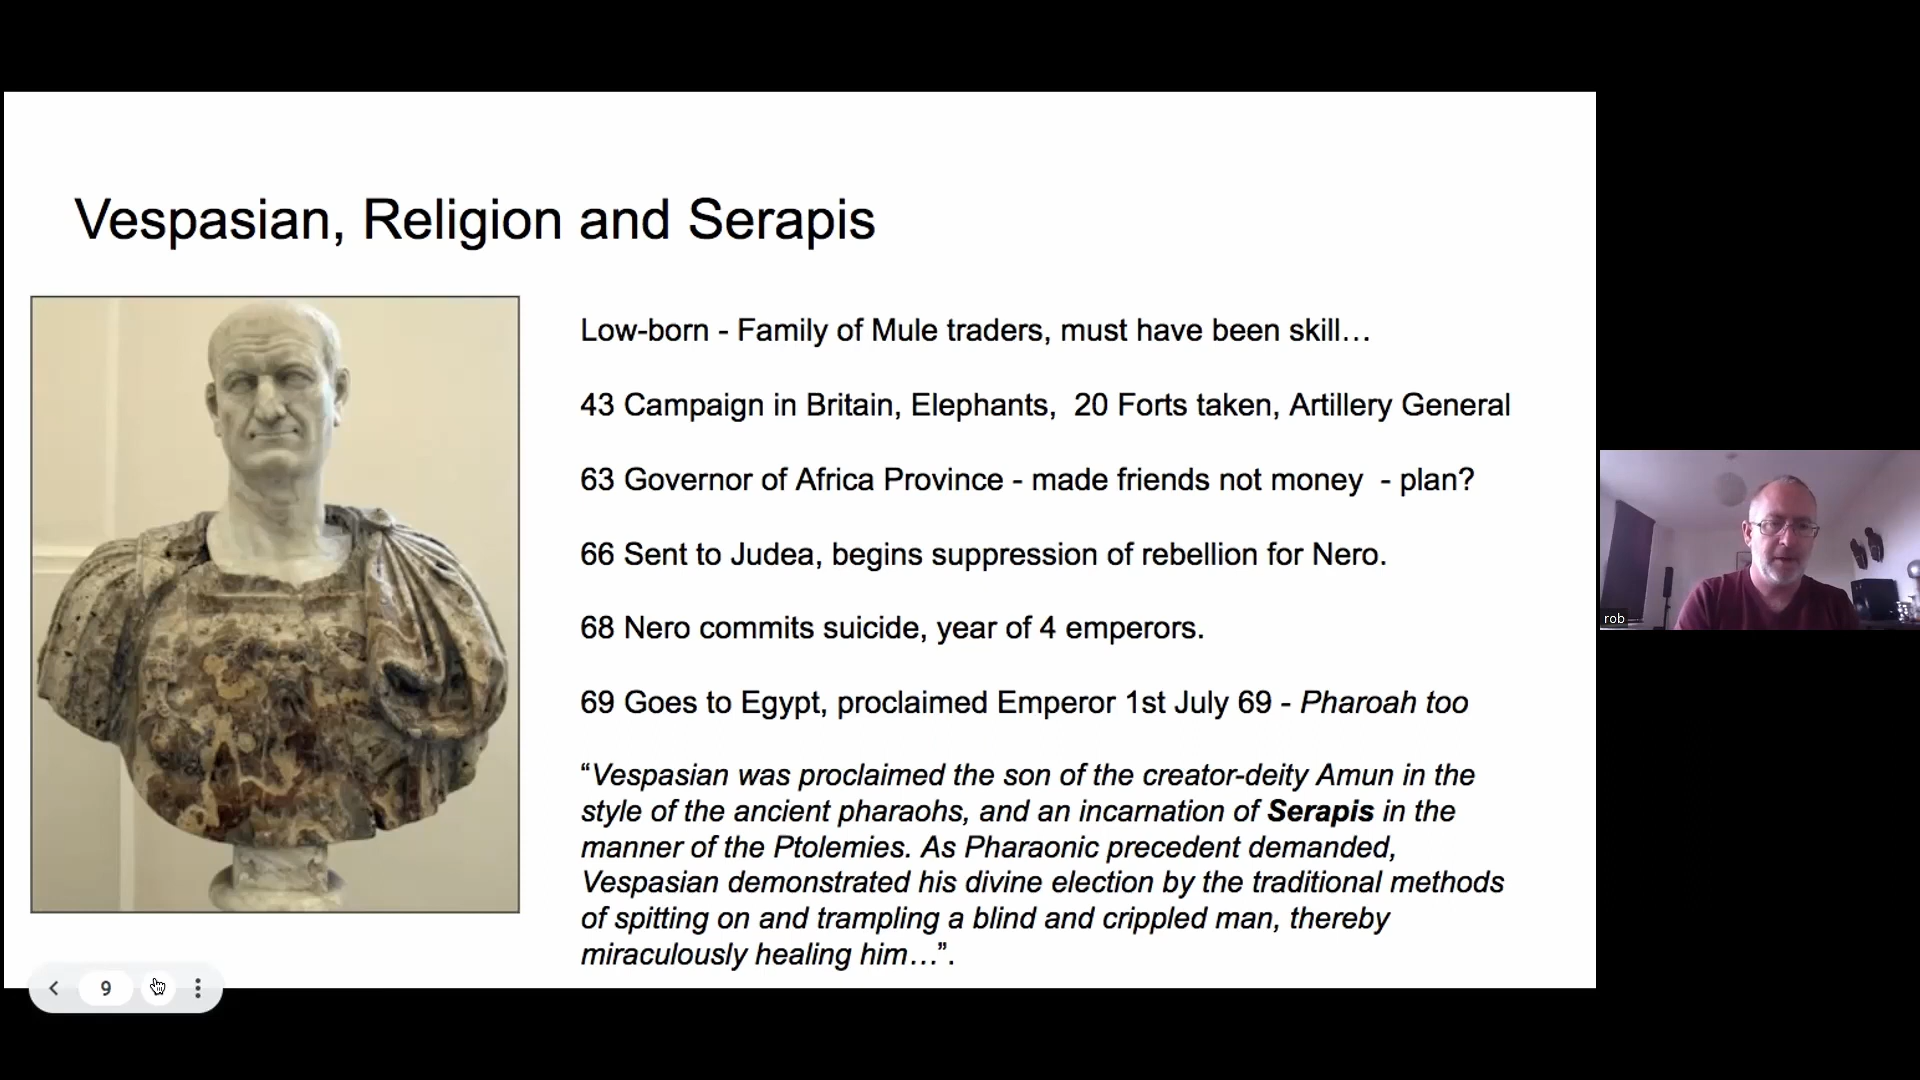 Vespasian, Religion and Serapis
Low-born - Family of Mule traders, must have been skill…
43 Campaign in Britain, Elephants,  20 Forts taken, Artillery General
63 Governor of Africa Province - made friends not money  - plan?
66 Sent to Judea, begins suppression of rebellion for Nero.
68 Nero commits suicide, year of 4 emperors.
69 Goes to Egypt, proclaimed Emperor 1st July 69 - Pharoah too
“Vespasian was proclaimed the son of the creator-deity Amun in the
style of the ancient pharaohs, and an incarnation of Serapis in the
manner of the Ptolemies. As Pharaonic precedent demanded,
Vespasian demonstrated his divine election by the traditional methods
of spitting on and trampling a blind and crippled man, thereby
miraculously healing him…”.
9
rob